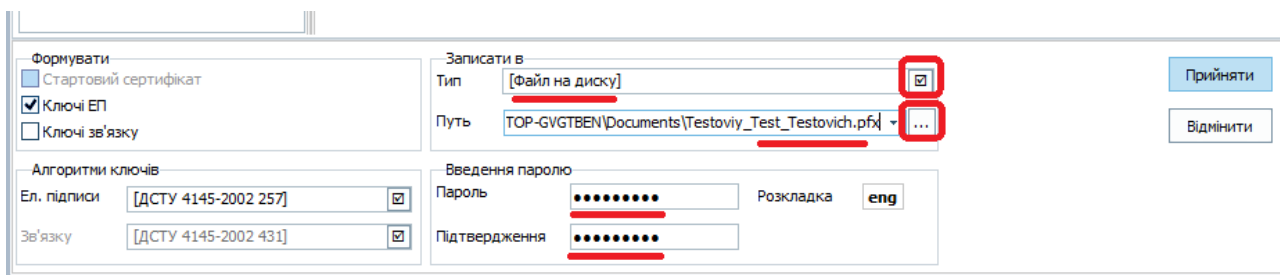 Формувати
Стартовий сертифікат
Ключі ЕП
Ключі зв'язку
Записати в
Тип [Файл на диску]
Путь TOP-GVGTBEN\Documents\Testoviy_Test_Testovich.pfx ...
Прийняти
Відмінити
Алгоритми ключів
Ел. підписи [ДСТУ 4145-2002 257]
Зв'язку [ДСТУ 4145-2002 431]
Введення паролю
Пароль ●●●●●●●●● Розкладка eng
Підтвердження ●●●●●●●●●